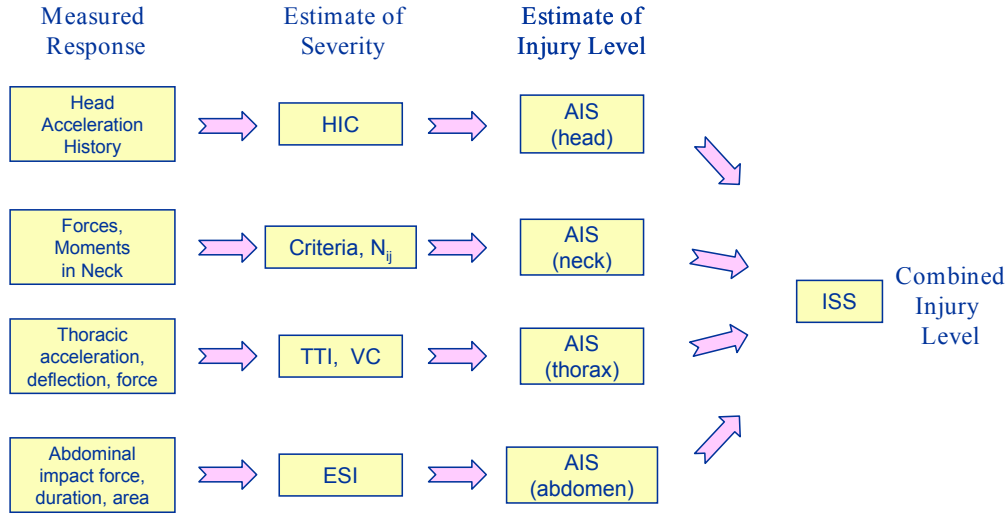 Measured
Response
Estimate of
Severity
Estimate of
Injury Level
Head
Acceleration
History
HIC
AIS
(head)
Forces,
Moments
in Neck
Criteria, Nij
AIS
(neck)
Thoracic
acceleration,
deflection, force
TTI, VC
AIS
(thorax)
Abdominal
impact force,
duration, area
ESI
AIS
(abdomen)
ISS
Combined
Injury
Level